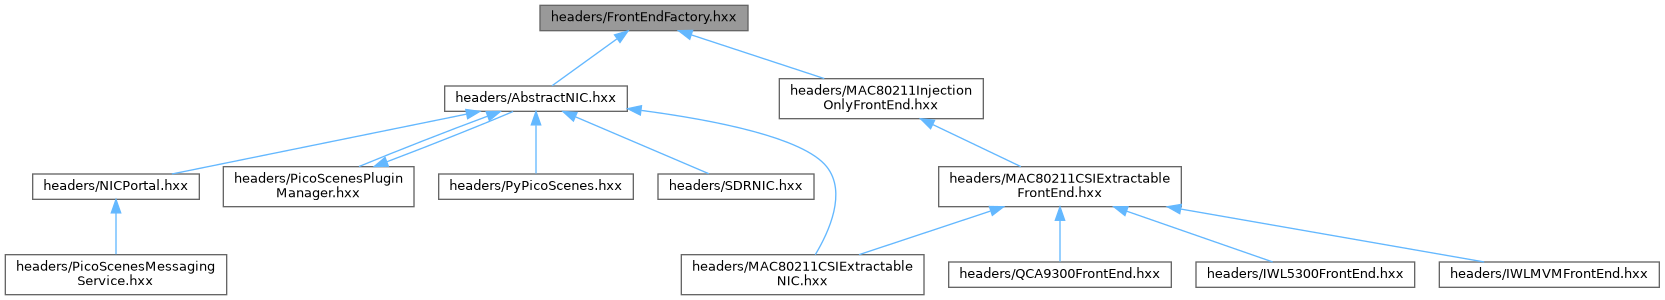 headers/FrontEndFactory.hxx
headers/AbstractNIC.hxx
headers/MAC80211Injection
OnlyFrontEnd.hxx
headers/NICPortal.hxx
headers/PicoScenesPlugin
Manager.hxx
headers/PyPicoScenes.hxx
headers/SDRNIC.hxx
headers/MAC80211CSIExtractable
FrontEnd.hxx
headers/PicoScenesMessaging
Service.hxx
headers/MAC80211CSIExtractable
NIC.hxx
headers/QCA9300FrontEnd.hxx
headers/IWL5300FrontEnd.hxx
headers/IWLMVMFrontEnd.hxx